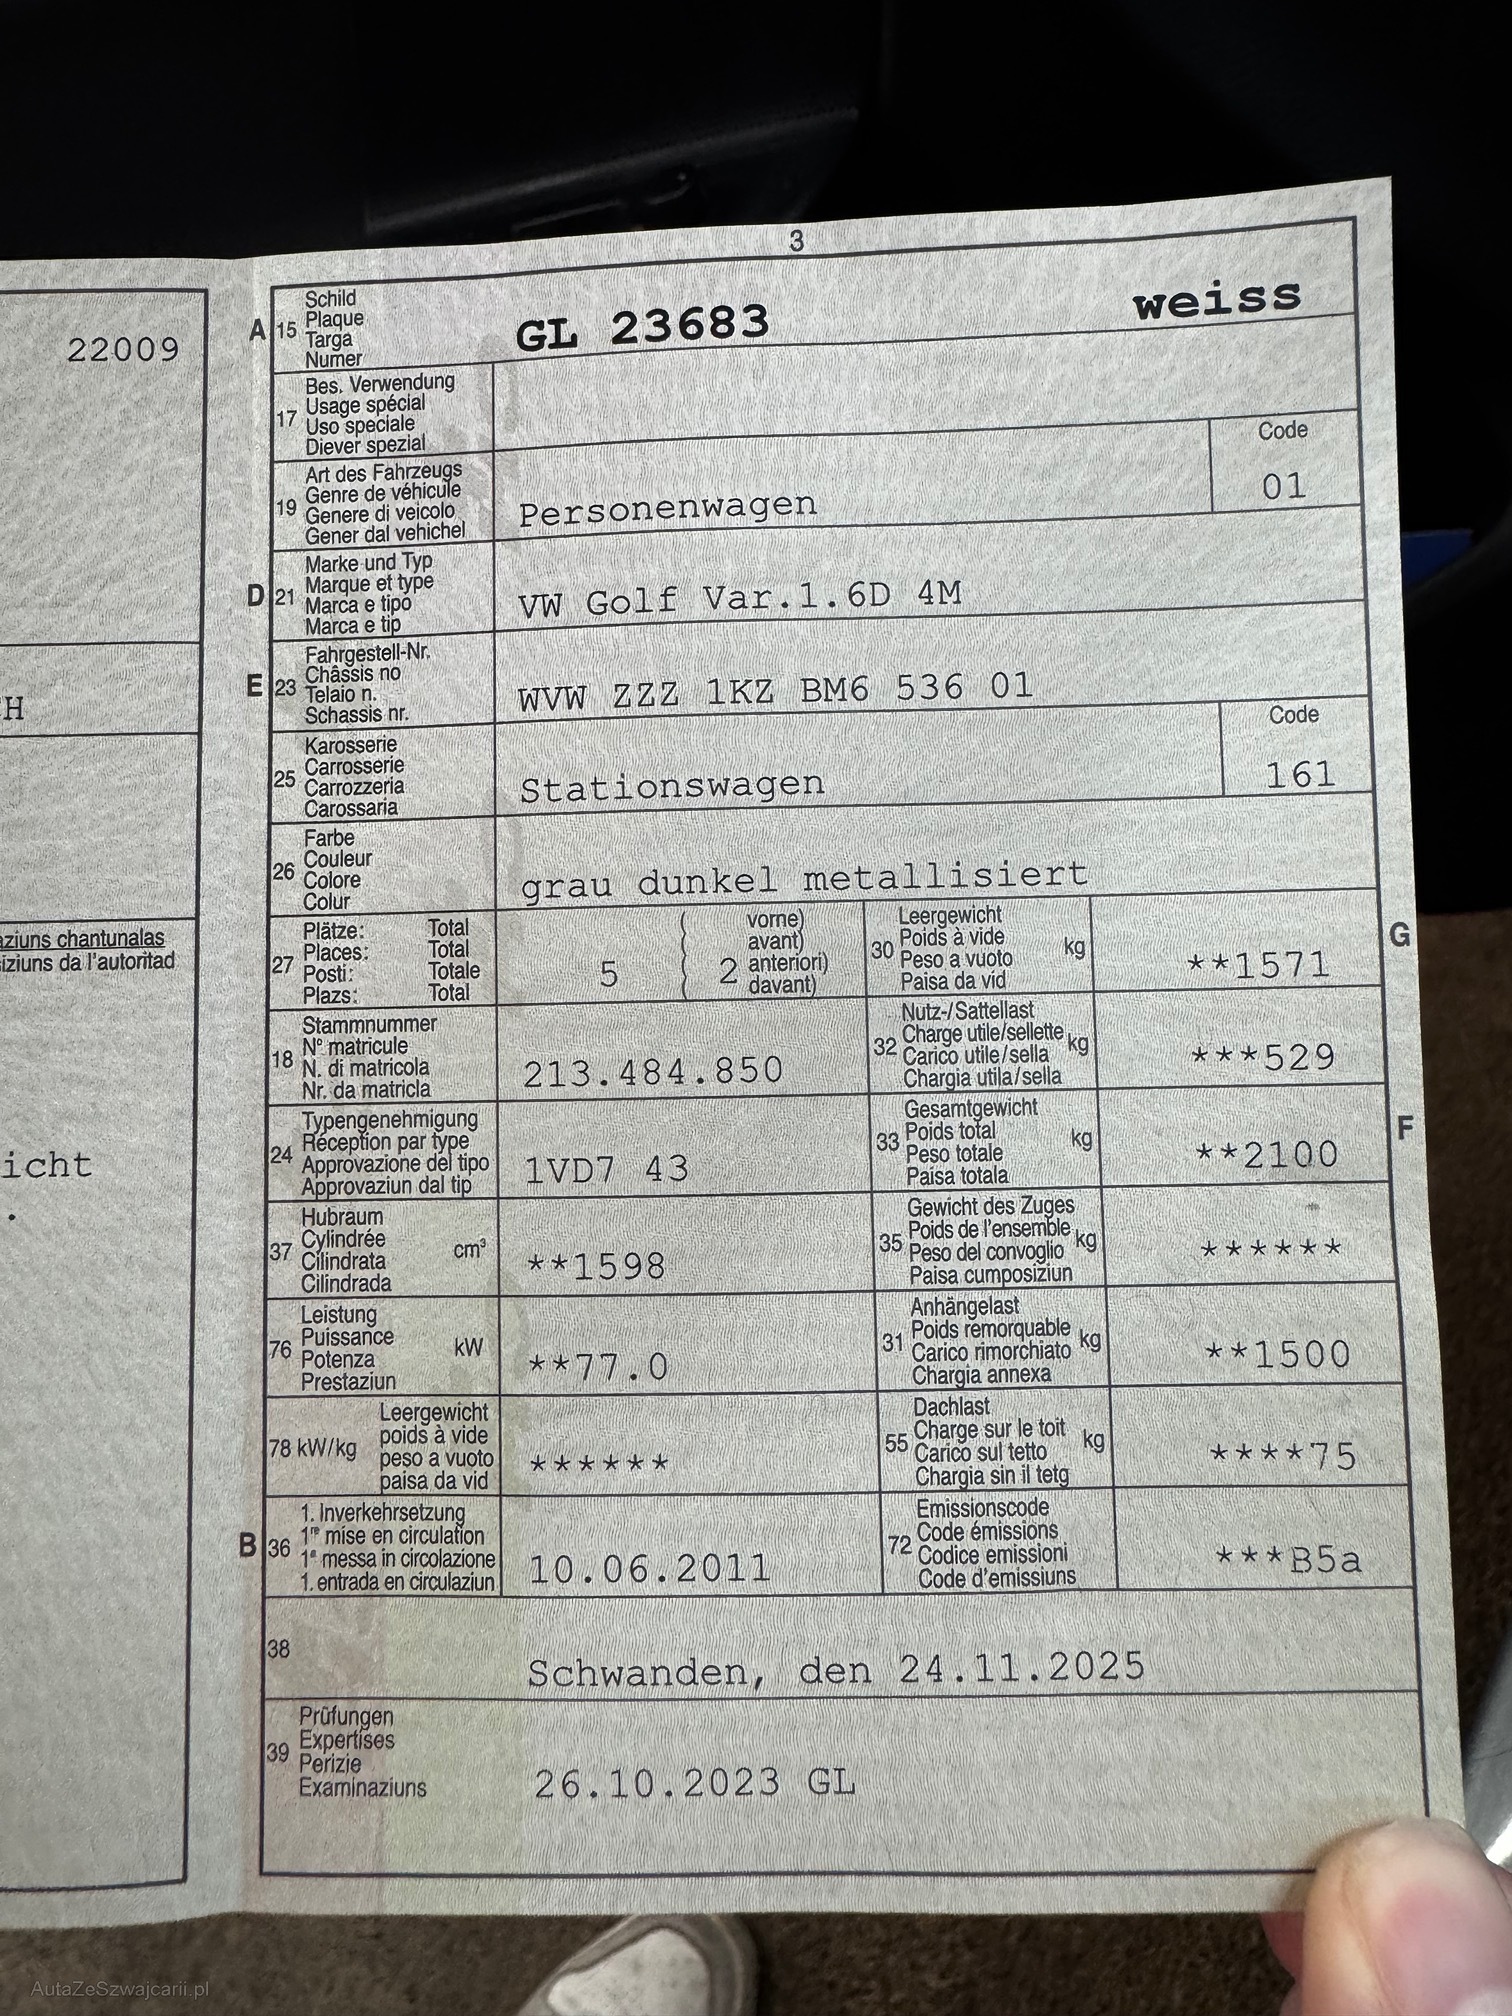 22009
H
aziuns chantunalas
iziuns da l'autoritad
icht
.
3
A 15 Schild
Plaque
Targa
Numer
GL 23683 weiss
17 Bes. Verwendung
Usage spécial
Uso speciale
Diever spezial
19 Art des Fahrzeugs
Genre de véhicule
Genere di veicolo
Gener dal vehichel
Personenwagen
Code
01
D 21 Marke und Typ
Marque et type
Marca e tipo
Marca e tip
VW Golf Var.1.6D 4M
E 23 Fahrgestell-Nr.
Châssis no
Telaio n.
Schassis nr.
WVW ZZZ 1KZ BM6 536 01
25 Karosserie
Carrosserie
Carrozzeria
Carossaria
Stationswagen
Code
161
26 Farbe
Couleur
Colore
Colur
grau dunkel metallisiert
27 Plätze: Total
Places: Total
Posti: Totale
Plazs: Total
5 2
vorne)
avant)
anteriori)
davant)
30 Leergewicht
Poids à vide
Peso a vuoto
Paisa da vid
kg
**1571
G
18 Stammnummer
N° matricule
N. di matricola
Nr. da matricla
213.484.850
32 Nutz-/Sattellast
Charge utile/sellette
Carico utile/sella
Chargia utila/sella
kg
***529
24 Typengenehmigung
Réception par type
Approvazione del tipo
Approvaziun dal tip
1VD7 43
33 Gesamtgewicht
Poids total
Peso totale
Paisa totala
kg
**2100
F
37 Hubraum
Cylindrée
Cilindrata
Cilindrada
cm³
**1598
35 Gewicht des Zuges
Poids de l'ensemble
Peso del convoglio
Paisa cumposiziun
kg
******
76 Leistung
Puissance
Potenza
Prestaziun
kW
**77.0
31 Anhängelast
Poids remorquable
Carico rimorchiato
Chargia annexa
kg
**1500
78 kW/kg Leergewicht
poids à vide
peso a vuoto
paisa da vid
******
55 Dachlast
Charge sur le toit
Carico sul tetto
Chargia sin il tetg
kg
****75
B 36 1. Inverkehrsetzung
1re mise en circulation
1a messa in circolazione
1. entrada en circulaziun
10.06.2011
72 Emissionscode
Code émissions
Codice emissioni
Code d'emissiuns
***B5a
38
Schwanden, den 24.11.2025
39 Prüfungen
Expertises
Perizie
Examinaziuns
26.10.2023 GL
AutaZeSzwajcarii.pl